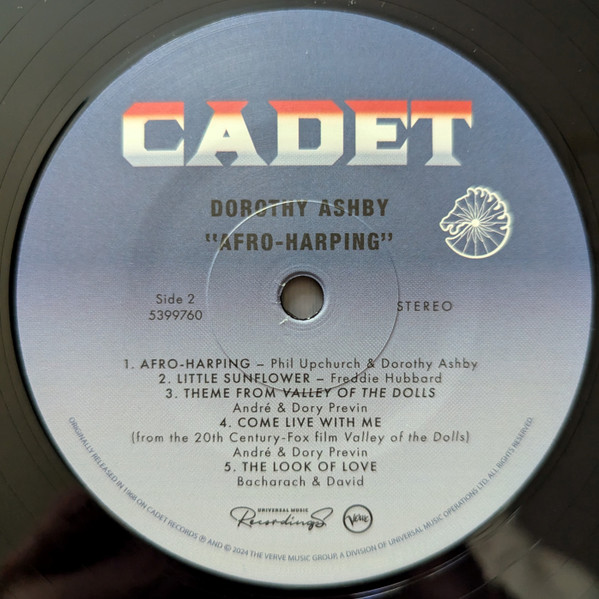 CADET
DOROTHY ASHBY
"AFRO-HARPING"
Side 2
5399760
STEREO
1. AFRO-HARPING – Phil Upchurch & Dorothy Ashby
2. LITTLE SUNFLOWER – Freddie Hubbard
3. THEME FROM VALLEY OF THE DOLLS
André & Dory Previn
4. COME LIVE WITH ME
(from the 20th Century-Fox film Valley of the Dolls)
André & Dory Previn
5. THE LOOK OF LOVE
Bacharach & David
UNIVERSAL MUSIC
Recordings
Verve
ORIGINALLY RELEASED IN 1968 ON CADET RECORDS ℗ AND © 2024 THE VERVE MUSIC GROUP, A DIVISION OF UNIVERSAL MUSIC OPERATIONS LTD. ALL RIGHTS RESERVED.